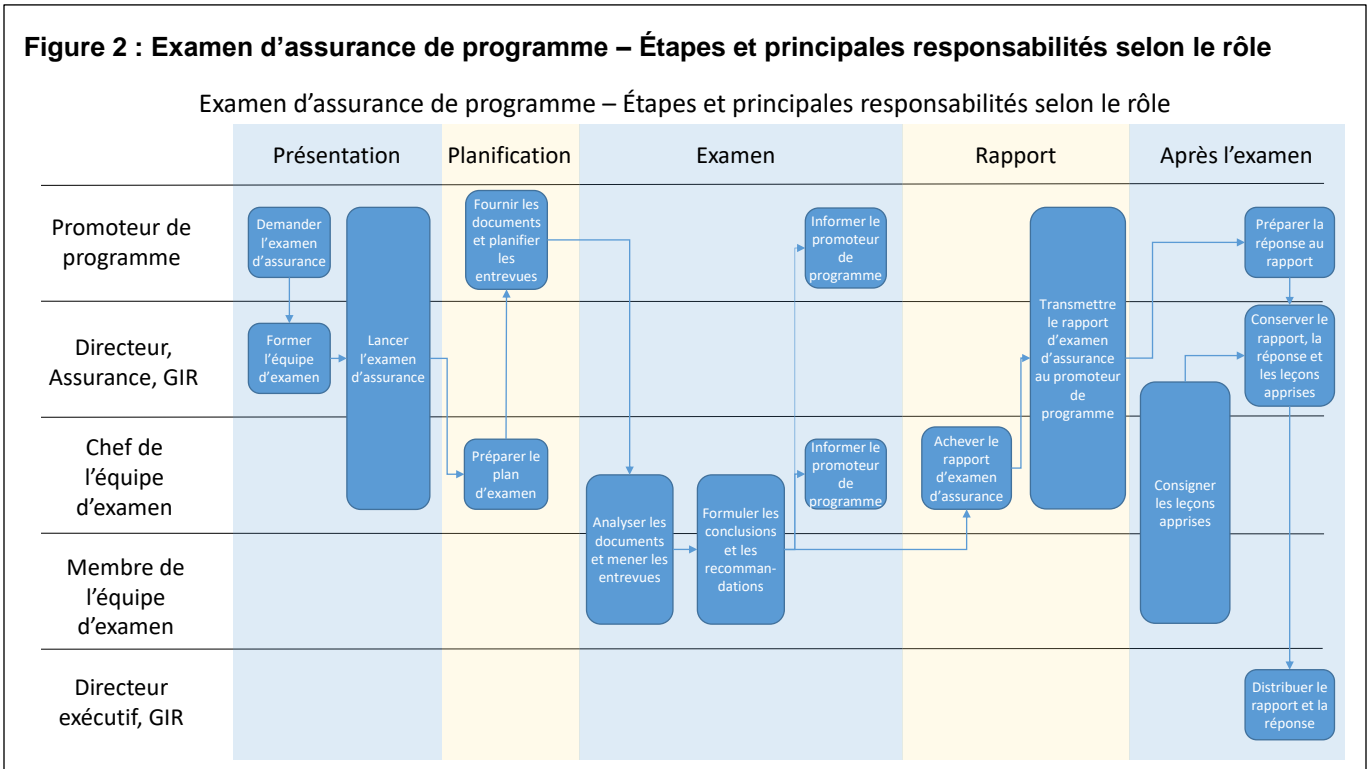 Figure 2 : Examen d’assurance de programme – Étapes et principales responsabilités selon le rôle
Examen d’assurance de programme – Étapes et principales responsabilités selon le rôle
Présentation
Planification
Examen
Rapport
Après l’examen
Promoteur de
programme
Demander
l’examen
d’assurance
Fournir les
documents
et planifier
les
entrevues
Informer le
promoteur
de
programme
Préparer la
réponse au
rapport
Directeur,
Assurance, GIR
Former
l’équipe
d’examen
Lancer
l’examen
d’assurance
Transmettre
le rapport
d’examen
d’assurance
au promoteur
de
programme
Conserver le
rapport, la
réponse et
les leçons
apprises
Chef de
l’équipe
d’examen
Préparer le
plan
d’examen
Informer le
promoteur
de
programme
Achever le
rapport
d’examen
d’assurance
Consigner
les leçons
apprises
Analyser les
documents
et mener les
entrevues
Formuler les
conclusions
et les
recomman-
dations
Membre de
l’équipe
d’examen
Directeur
exécutif, GIR
Distribuer le
rapport et la
réponse